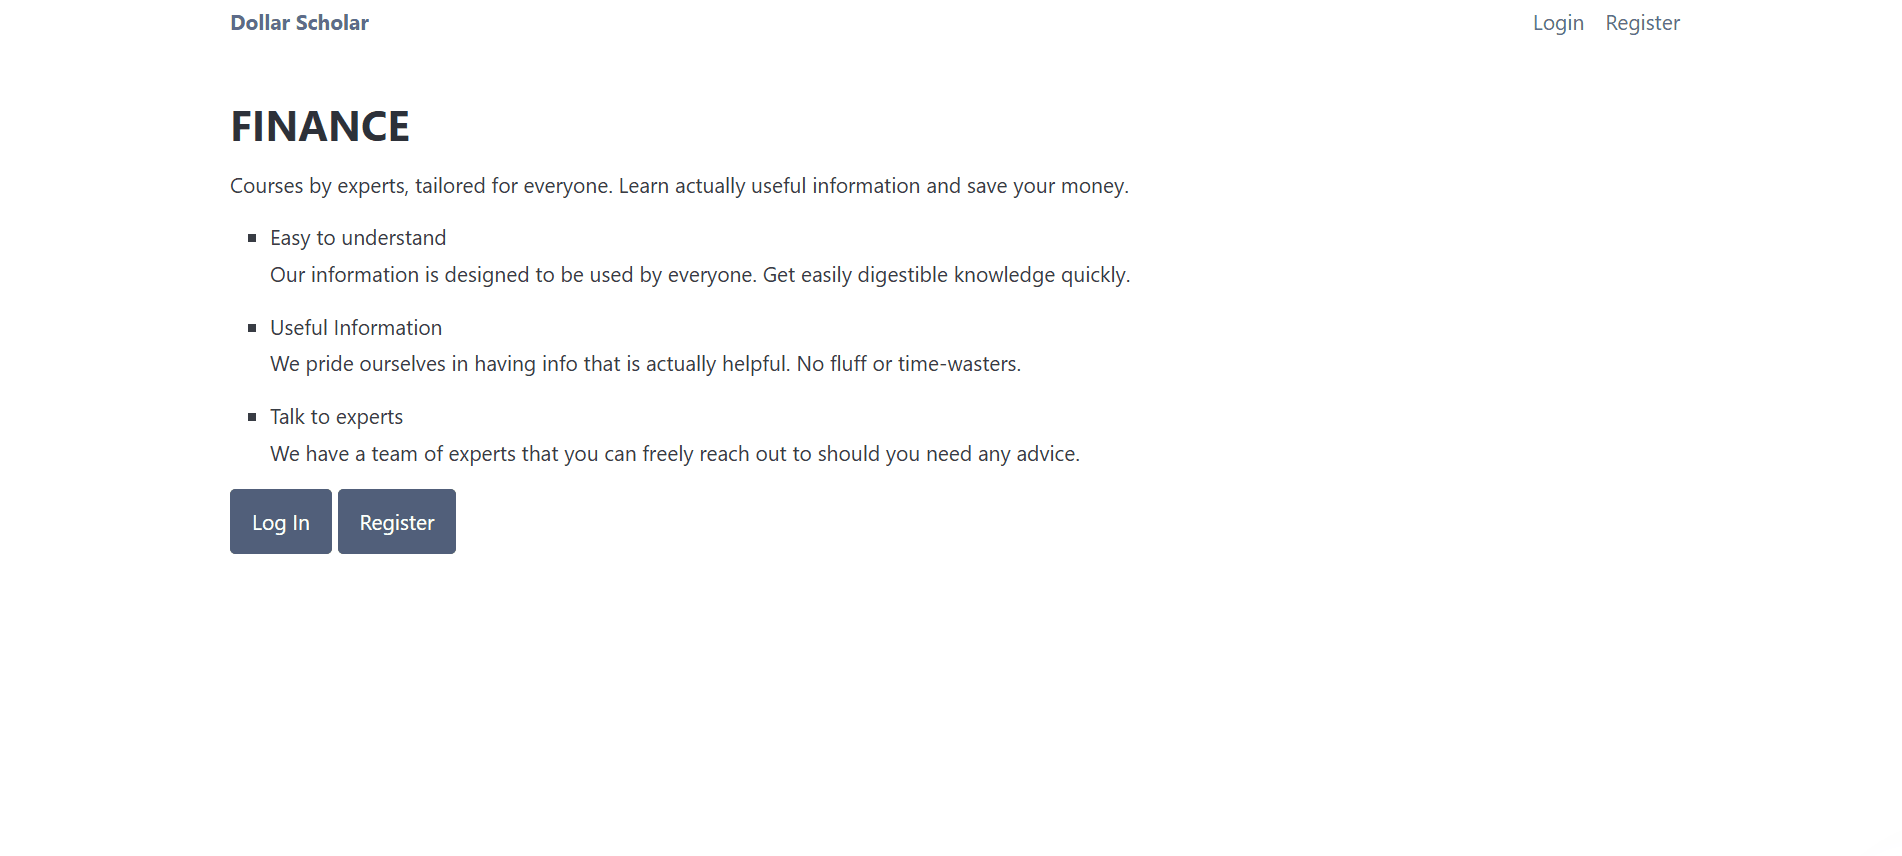 Dollar Scholar
Login Register
FINANCE
Courses by experts, tailored for everyone. Learn actually useful information and save your money.
Easy to understand
Our information is designed to be used by everyone. Get easily digestible knowledge quickly.
Useful Information
We pride ourselves in having info that is actually helpful. No fluff or time-wasters.
Talk to experts
We have a team of experts that you can freely reach out to should you need any advice.
Log In Register